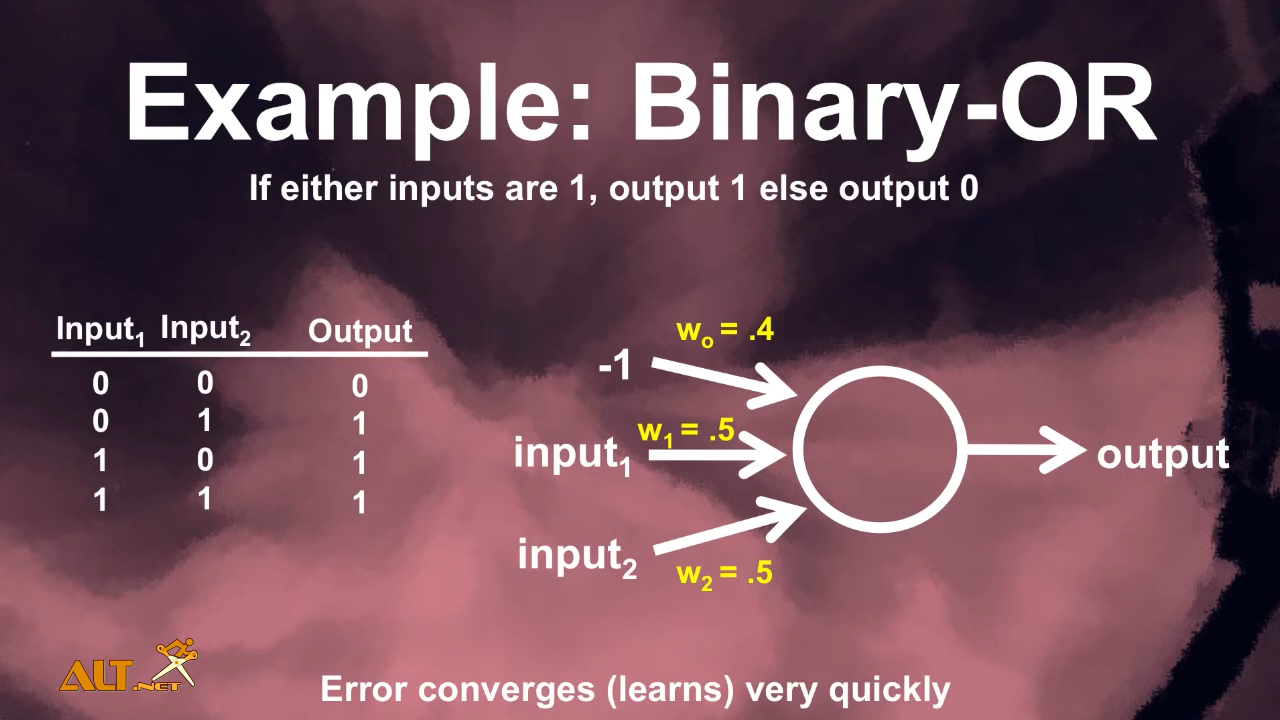 Example: Binary-OR
If either inputs are 1, output 1 else output 0
Input1 Input2 Output
0 0 0
0 1 1
1 0 1
1 1 1
wo = .4
-1
w1 = .5
input1
output
input2
w2 = .5
ALT.NET
Error converges (learns) very quickly